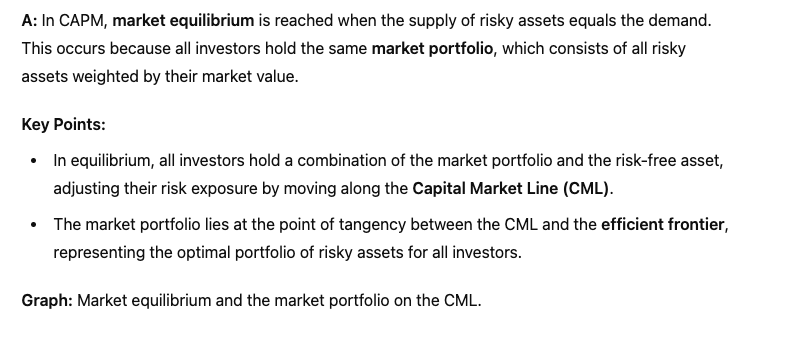 A: In CAPM, market equilibrium is reached when the supply of risky assets equals the demand.
This occurs because all investors hold the same market portfolio, which consists of all risky
assets weighted by their market value.
Key Points:
• In equilibrium, all investors hold a combination of the market portfolio and the risk-free asset,
adjusting their risk exposure by moving along the Capital Market Line (CML).
• The market portfolio lies at the point of tangency between the CML and the efficient frontier,
representing the optimal portfolio of risky assets for all investors.
Graph: Market equilibrium and the market portfolio on the CML.